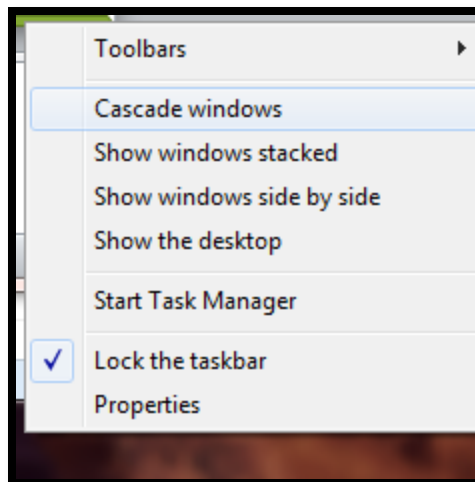 Toolbars
Cascade windows
Show windows stacked
Show windows side by side
Show the desktop
Start Task Manager
Lock the taskbar
Properties